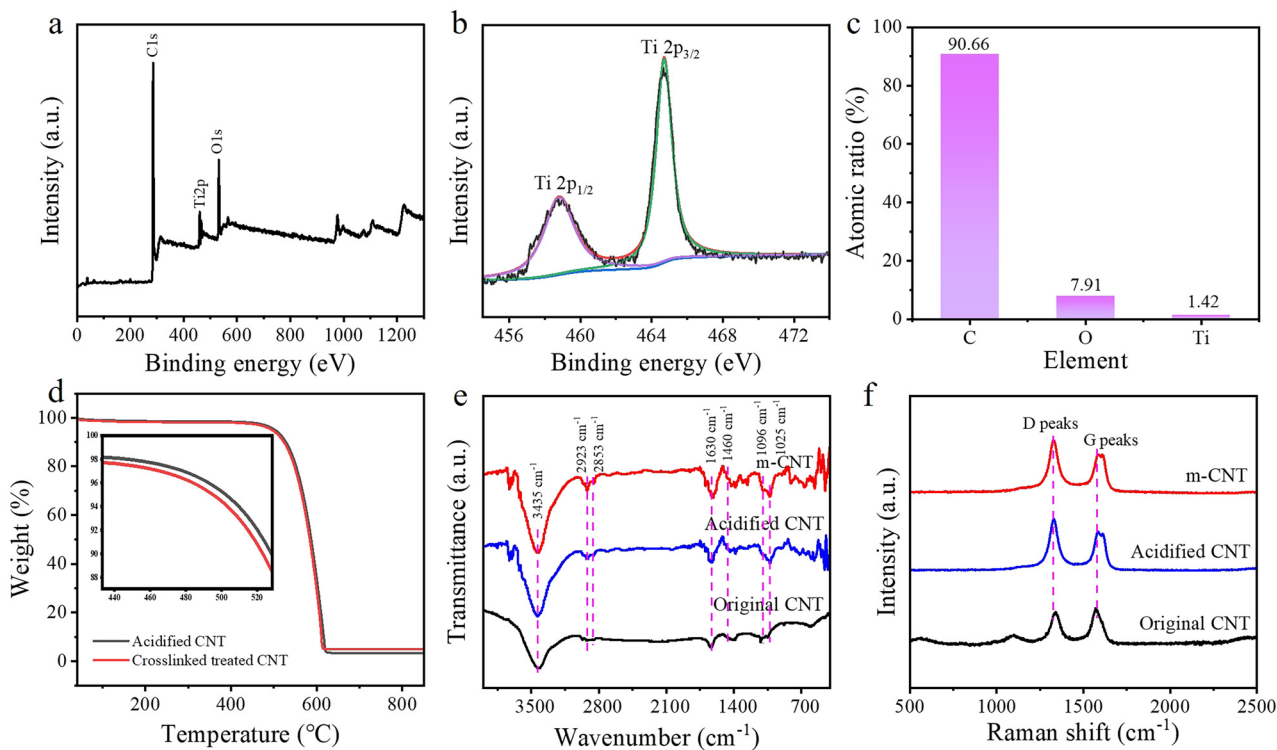 a
C1s
Ti2p
O1s
Intensity (a.u.)
0 200 400 600 800 1000 1200
Binding energy (eV)
b
Ti 2p3/2
Ti 2p1/2
Intensity (a.u.)
456 460 464 468 472
Binding energy (eV)
c
90.66
7.91
1.42
Atomic ratio (%)
100
80
60
40
20
0
C O Ti
Element
d
Weight (%)
100
80
60
40
20
0
100
98
96
94
92
90
88
440 460 480 500 520
Acidified CNT
Crosslinked treated CNT
200 400 600 800
Temperature (°C)
e
3435 cm-1
2923 cm-1
2853 cm-1
1630 cm-1
1460 cm-1
1096 cm-1
1025 cm-1
m-CNT
Acidified CNT
Original CNT
Transmittance (a.u.)
3500 2800 2100 1400 700
Wavenumber (cm-1)
f
D peaks
G peaks
m-CNT
Acidified CNT
Original CNT
Intensity (a.u.)
500 1000 1500 2000 2500
Raman shift (cm-1)